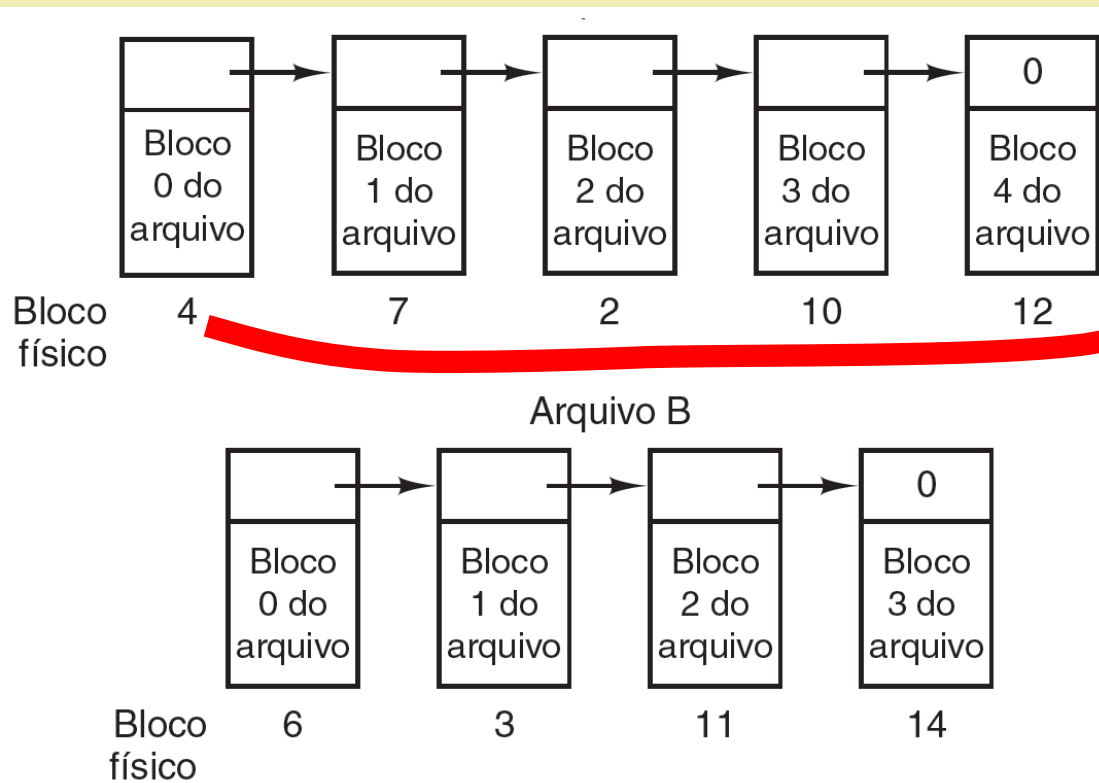 0
Bloco
0 do
arquivo
Bloco
1 do
arquivo
Bloco
2 do
arquivo
Bloco
3 do
arquivo
Bloco
4 do
arquivo
Bloco
físico
4 7 2 10 12
Arquivo B
0
Bloco
0 do
arquivo
Bloco
1 do
arquivo
Bloco
2 do
arquivo
Bloco
3 do
arquivo
Bloco
físico
6 3 11 14